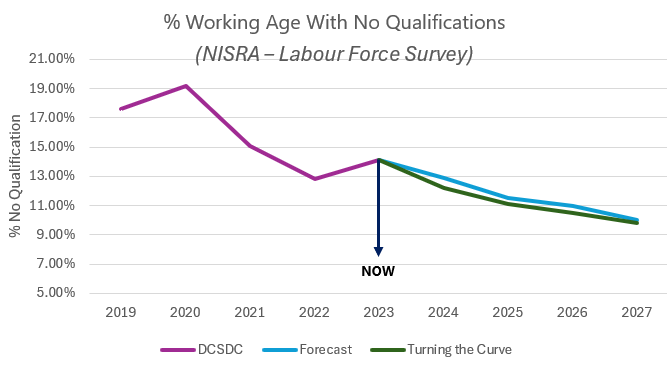 % Working Age With No Qualifications
(NISRA – Labour Force Survey)
21.00%
19.00%
17.00%
15.00%
13.00%
11.00%
9.00%
7.00%
5.00%
% No Qualification
NOW
2019 2020 2021 2022 2023 2024 2025 2026 2027
DCSDC Forecast Turning the Curve